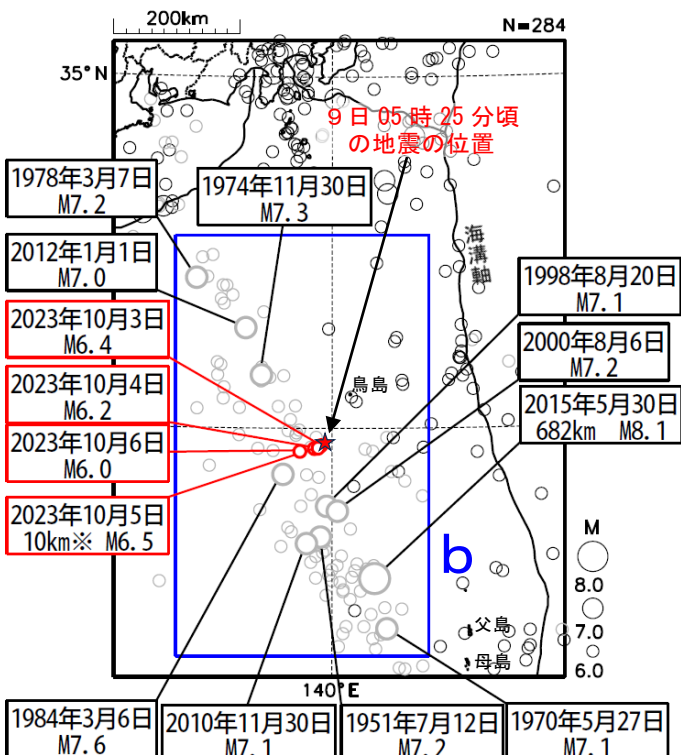 200km
N=284
35°N
9日05時25分頃
の地震の位置
1978年3月7日
M7.2
1974年11月30日
M7.3
2012年1月1日
M7.0
海溝軸
1998年8月20日
M7.1
2023年10月3日
M6.4
2000年8月6日
M7.2
2023年10月4日
M6.2
鳥島
2015年5月30日
682km M8.1
2023年10月6日
M6.0
2023年10月5日
10km※ M6.5
b
M
8.0
7.0
6.0
父島
母島
140°E
1984年3月6日
M7.6
2010年11月30日
M7.1
1951年7月12日
M7.2
1970年5月27日
M7.1